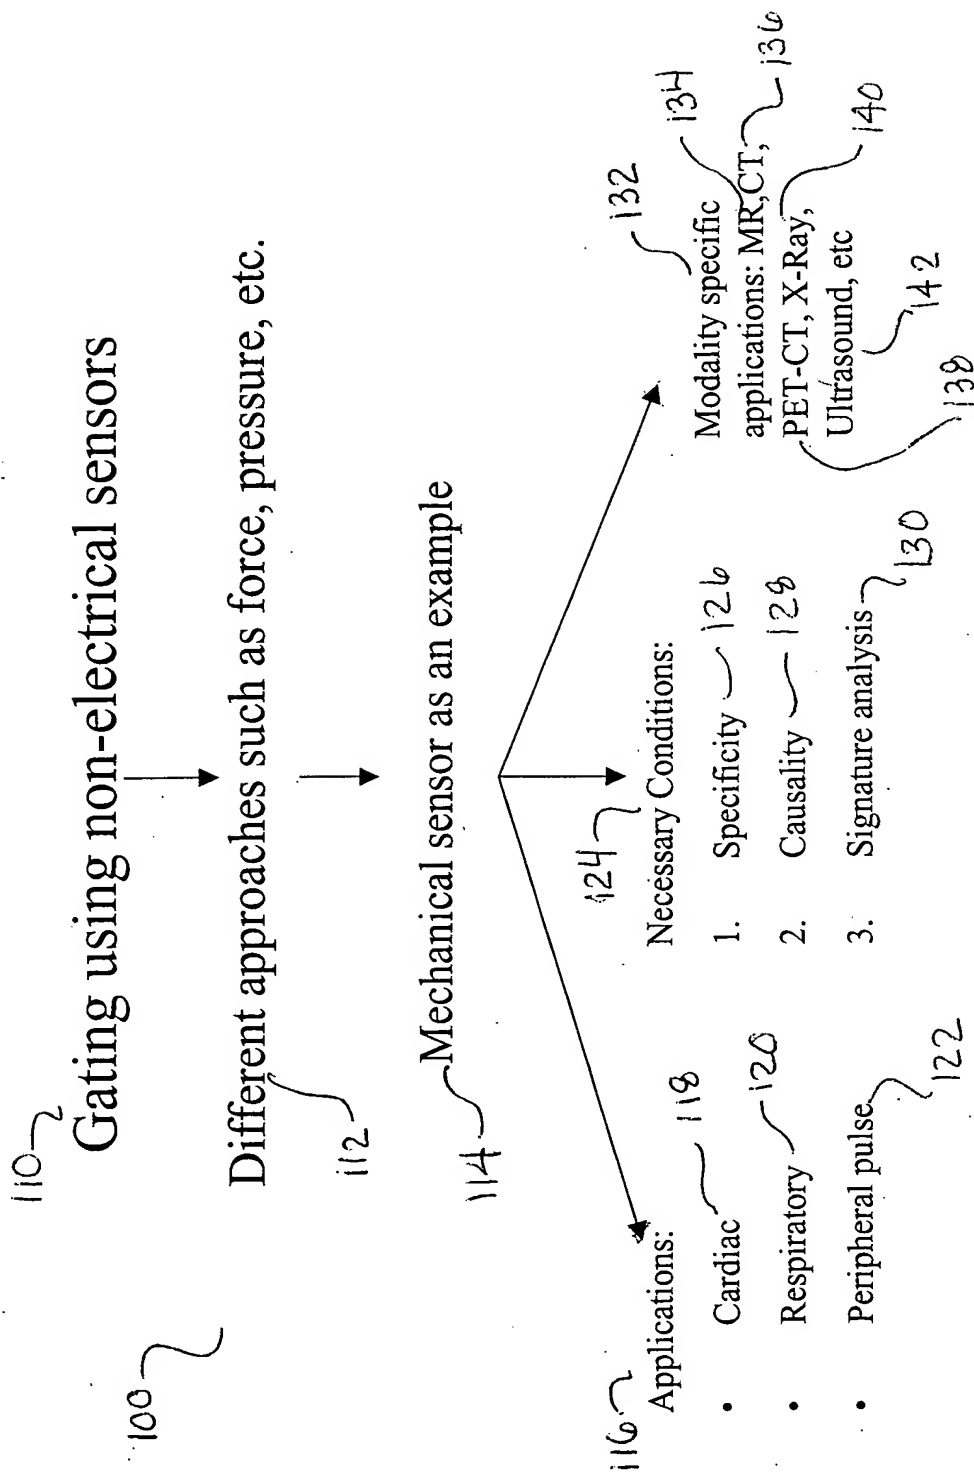 100
110
Gating using non-electrical sensors
112
Different approaches such as force, pressure, etc.
114
Mechanical sensor as an example
116
Applications:
• Cardiac 118
• Respiratory 120
• Peripheral pulse 122
124
Necessary Conditions:
1. Specificity 126
2. Causality 128
3. Signature analysis 130
132
Modality specific
134
applications: MR,CT, 136
PET-CT, X-Ray, 140
Ultrasound, etc
138
142